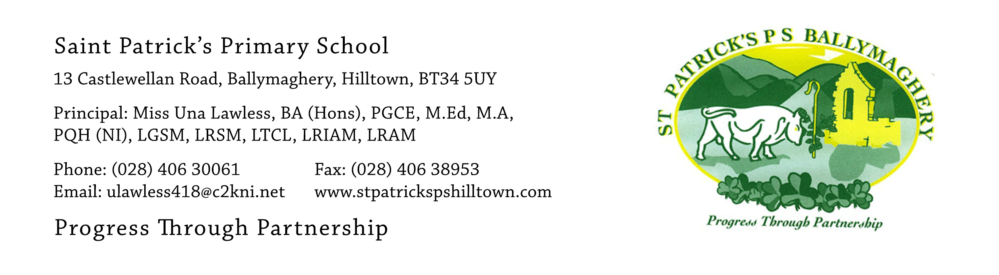 Saint Patrick’s Primary School
13 Castlewellan Road, Ballymaghery, Hilltown, BT34 5UY
Principal: Miss Una Lawless, BA (Hons), PGCE, M.Ed, M.A,
PQH (NI), LGSM, LRSM, LTCL, LRIAM, LRAM
Phone: (028) 406 30061 Fax: (028) 406 38953
Email: ulawless418@c2kni.net www.stpatrickspshilltown.com
Progress Through Partnership
ST PATRICK'S P S BALLYMAGHERY
Progress Through Partnership